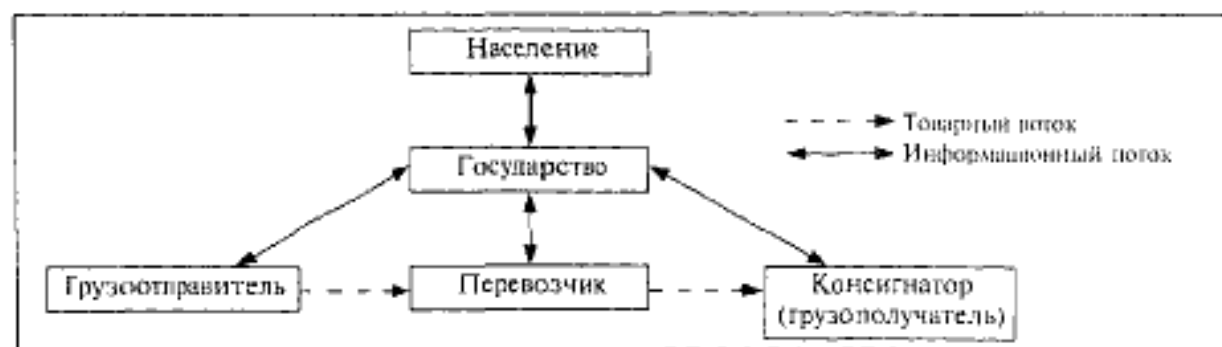 Население
Товарный поток
Информационный поток
Государство
Грузоотправитель
Перевозчик
Консигнатор
(грузополучатель)